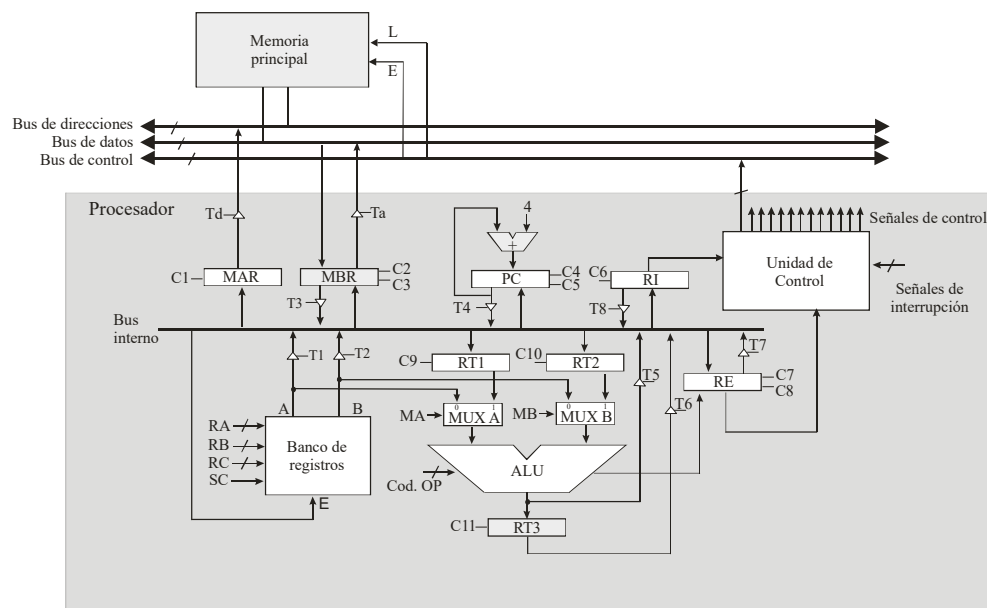 Memoria
principal
L
E
Bus de direcciones
Bus de datos
Bus de control
Procesador
Td
Ta
4
+
Señales de control
C1
MAR
MBR
C2
C3
PC
C4
C5
C6
RI
Unidad de
Control
Señales de
interrupción
T3
T4
T8
Bus
interno
T1
T2
C9
RT1
C10
RT2
T5
T7
RE
C7
C8
A
B
MA
0
1
MUX A
MB
0
1
MUX B
T6
RA
RB
RC
SC
Banco de
registros
E
ALU
Cod. OP
C11
RT3